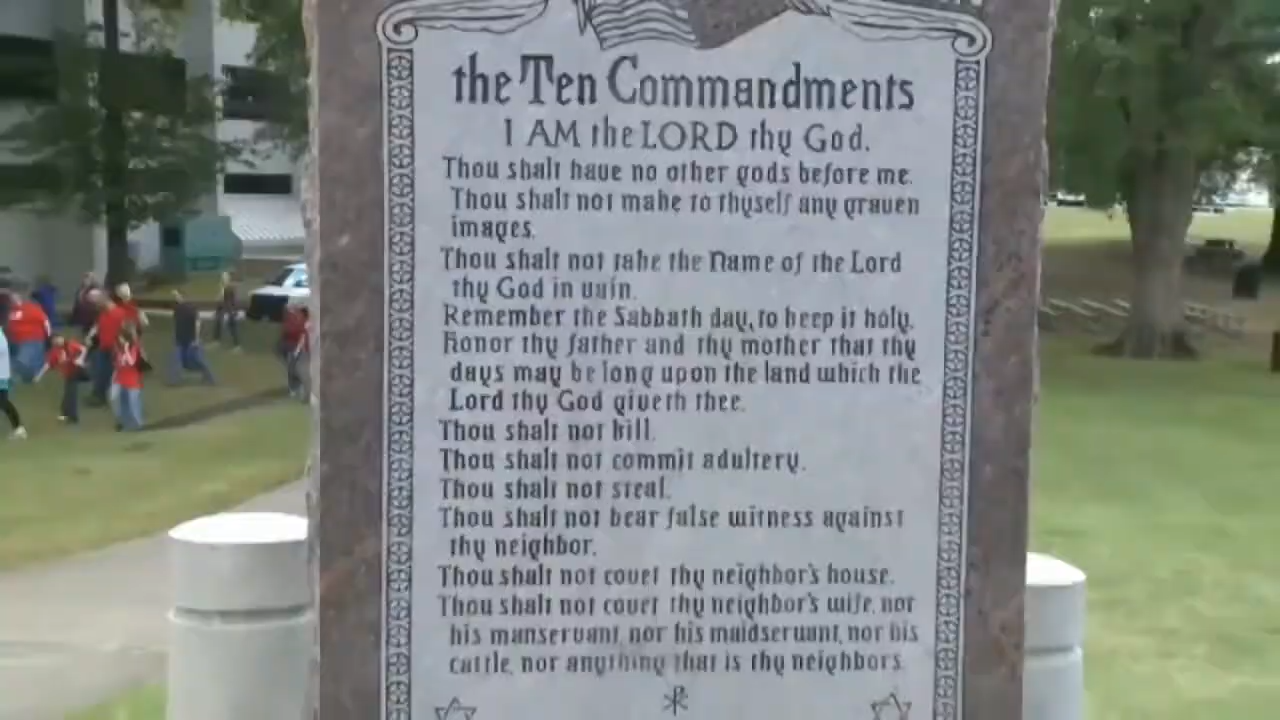 the Ten Commandments
I AM the LORD thy God.
Thou shalt have no other gods before me.
Thou shalt not make to thyself any graven
images.
Thou shalt not take the Name of the Lord
thy God in vain.
Remember the Sabbath day, to keep it holy.
Honor thy father and thy mother that thy
days may be long upon the land which the
Lord thy God giveth thee.
Thou shalt not kill.
Thou shalt not commit adultery.
Thou shalt not steal.
Thou shalt not bear false witness against
thy neighbor.
Thou shalt not covet thy neighbor's house.
Thou shalt not covet thy neighbor's wife, nor
his manservant, nor his maidservant, nor his
cattle, nor anything that is thy neighbors.